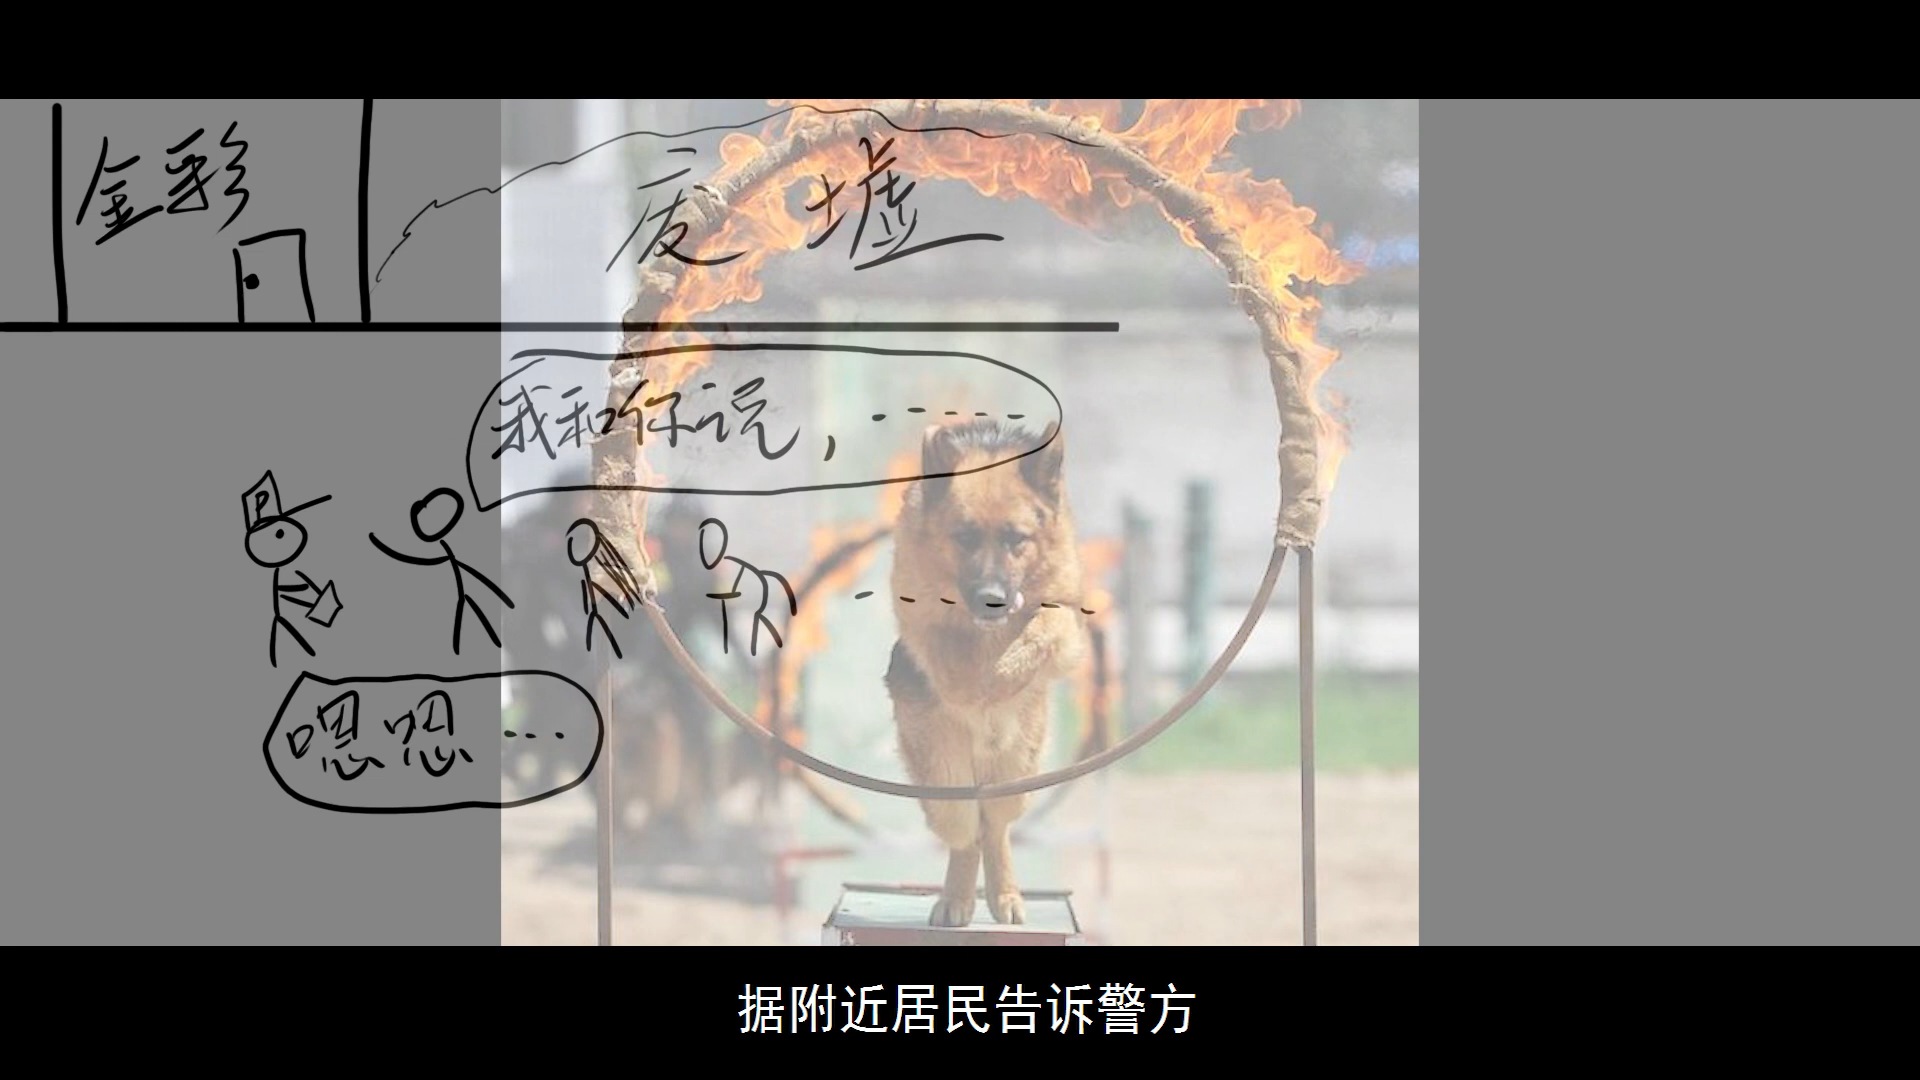 金彩
废墟
我和你说，------
P
嗯嗯…
据附近居民告诉警方